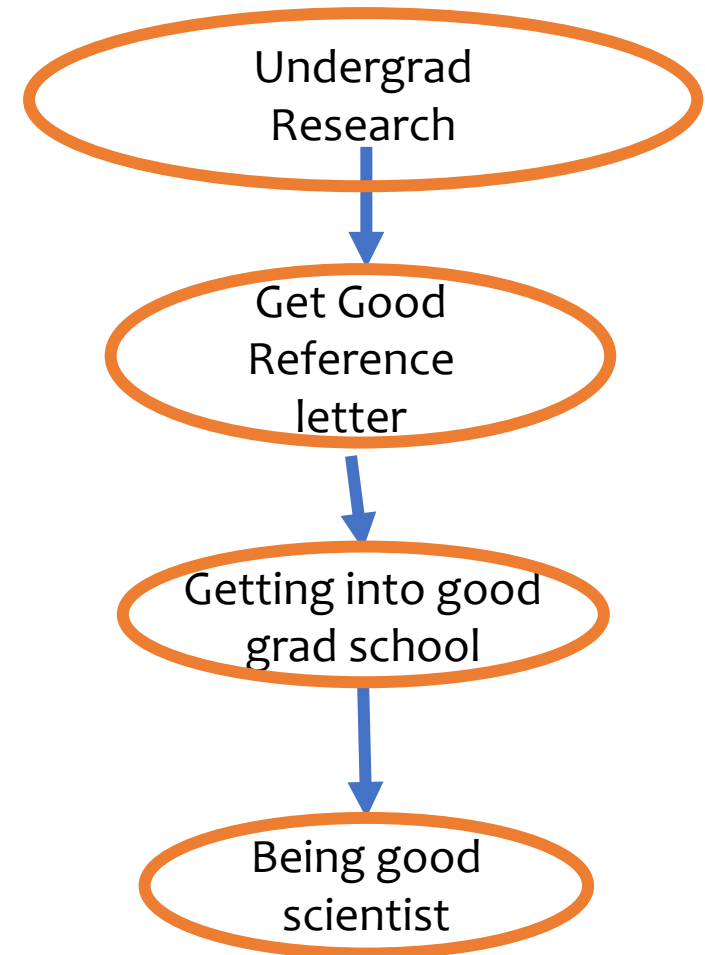 Undergrad
Research
Get Good
Reference
letter
Getting into good
grad school
Being good
scientist